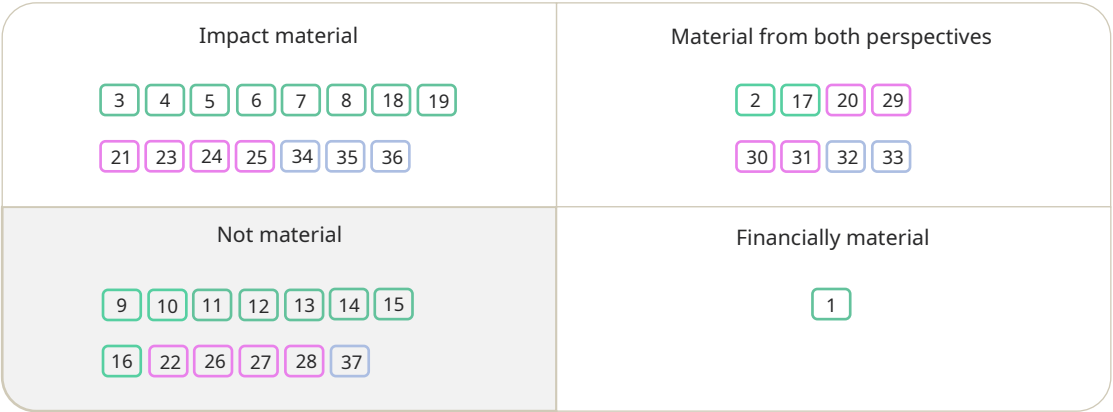 Impact material
3 4 5 6 7 8 18 19
21 23 24 25 34 35 36
Material from both perspectives
2 17 20 29
30 31 32 33
Not material
9 10 11 12 13 14 15
16 22 26 27 28 37
Financially material
1